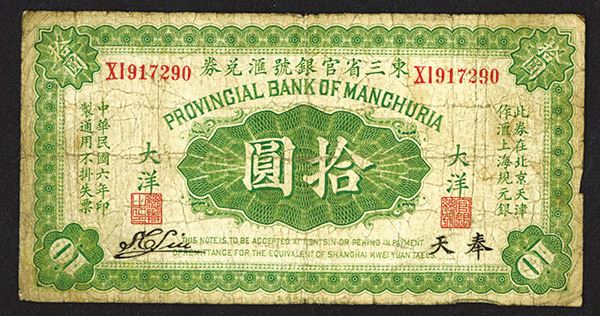 拾圓
拾圓
XI917290
XI917290
東三省官銀號滙兌券
PROVINCIAL BANK OF MANCHURIA
此券在北京天津
作滙上海規元銀
大洋
拾圓
大洋
中華民國六年印
製通用不掛失票
THIS NOTE IS TO BE ACCEPTED AT TIENTSIN OR PEKING IN PAYMENT
OF REMITTANCE FOR THE EQUIVALENT OF SHANGHAI KWEI YUAN TAELS
奉天
10
10